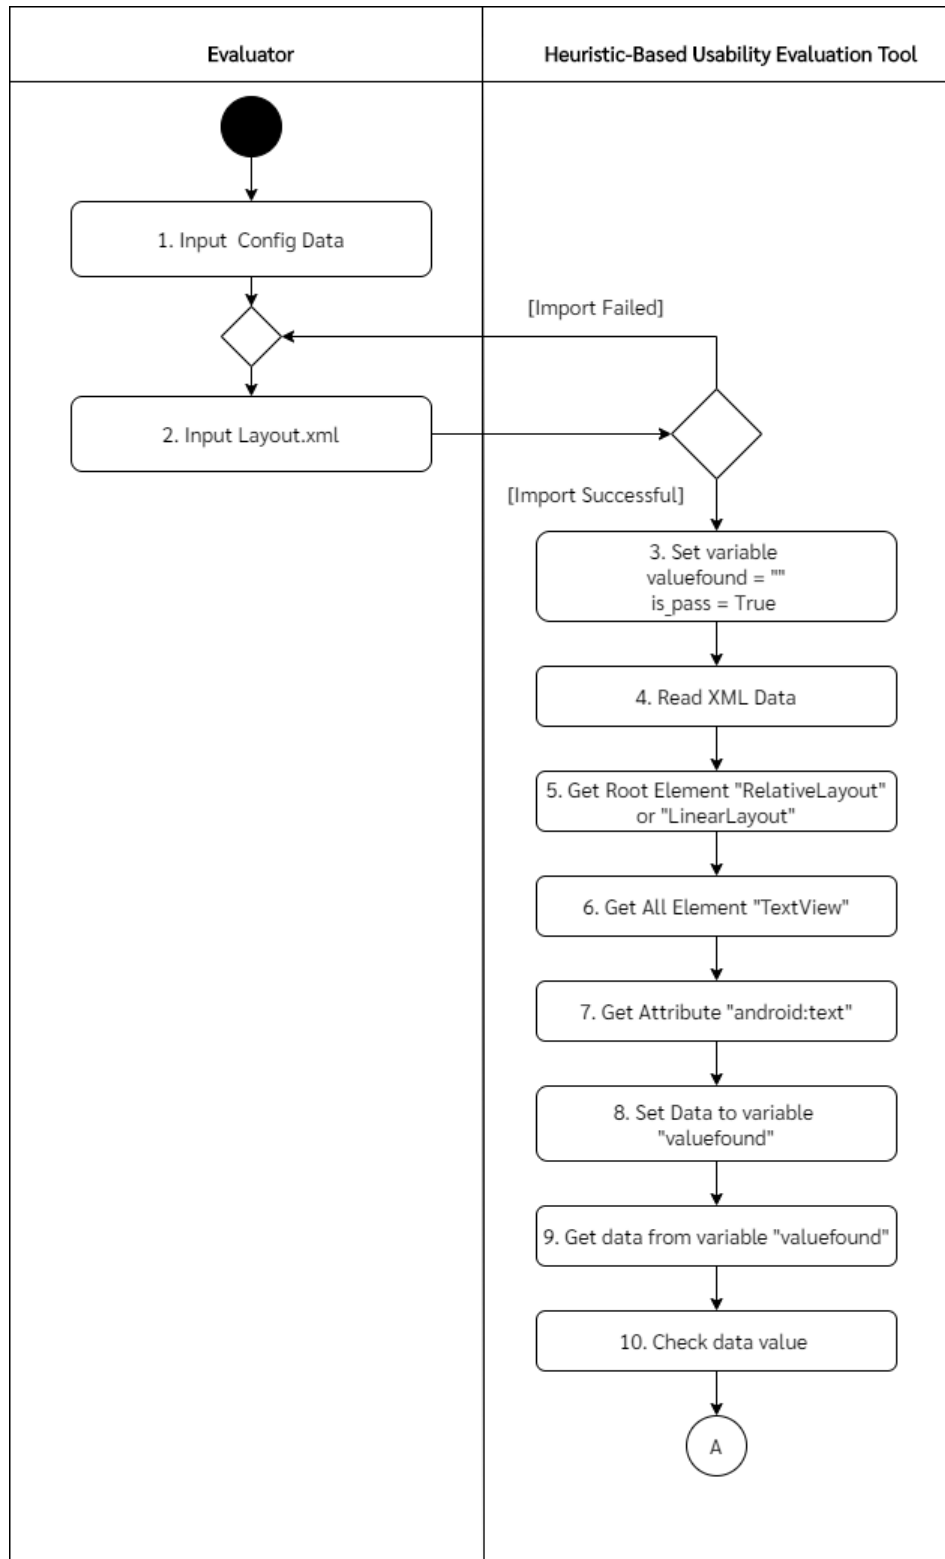 Evaluator
Heuristic-Based Usability Evaluation Tool
1. Input Config Data
[Import Failed]
2. Input Layout.xml
[Import Successful]
3. Set variable
valuefound = ""
is_pass = True
4. Read XML Data
5. Get Root Element "RelativeLayout"
or "LinearLayout"
6. Get All Element "TextView"
7. Get Attribute "android:text"
8. Set Data to variable
"valuefound"
9. Get data from variable "valuefound"
10. Check data value
A